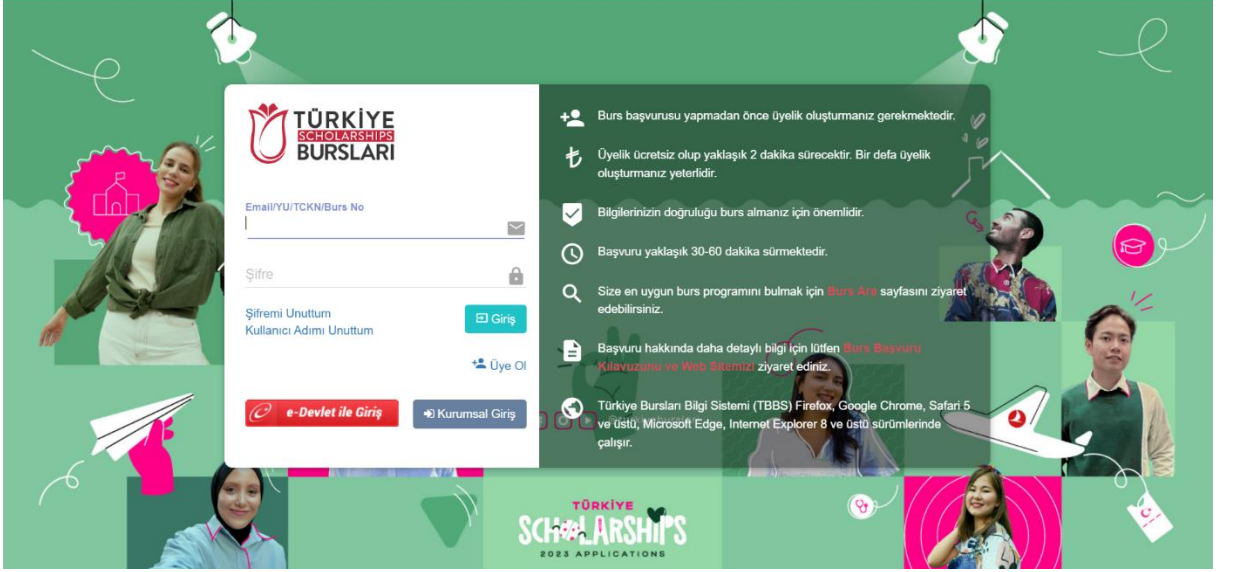 TÜRKİYE
SCHOLARSHIPS
BURSLARI
Email/YU/TCKN/Burs No
Şifre
Şifremi Unuttum
Kullanıcı Adımı Unuttum
Giriş
Üye Ol
e-Devlet ile Giriş
Kurumsal Giriş
Burs başvurusu yapmadan önce üyelik oluşturmanız gerekmektedir.
Üyelik ücretsiz olup yaklaşık 2 dakika sürecektir. Bir defa üyelik
oluşturmanız yeterlidir.
Bilgilerinizin doğruluğu burs almanız için önemlidir.
Başvuru yaklaşık 30-60 dakika sürmektedir.
Size en uygun burs programını bulmak için Burs Ara sayfasını ziyaret
edebilirsiniz.
Başvuru hakkında daha detaylı bilgi için lütfen Burs Başvuru
Kılavuzunu ve Web Sitemizi ziyaret ediniz.
Türkiye Bursları Bilgi Sistemi (TBBS) Firefox, Google Chrome, Safari 5
ve üstü, Microsoft Edge, Internet Explorer 8 ve üstü sürümlerinde
çalışır.
TÜRKİYE
SCHOLARSHIPS
2023 APPLICATIONS